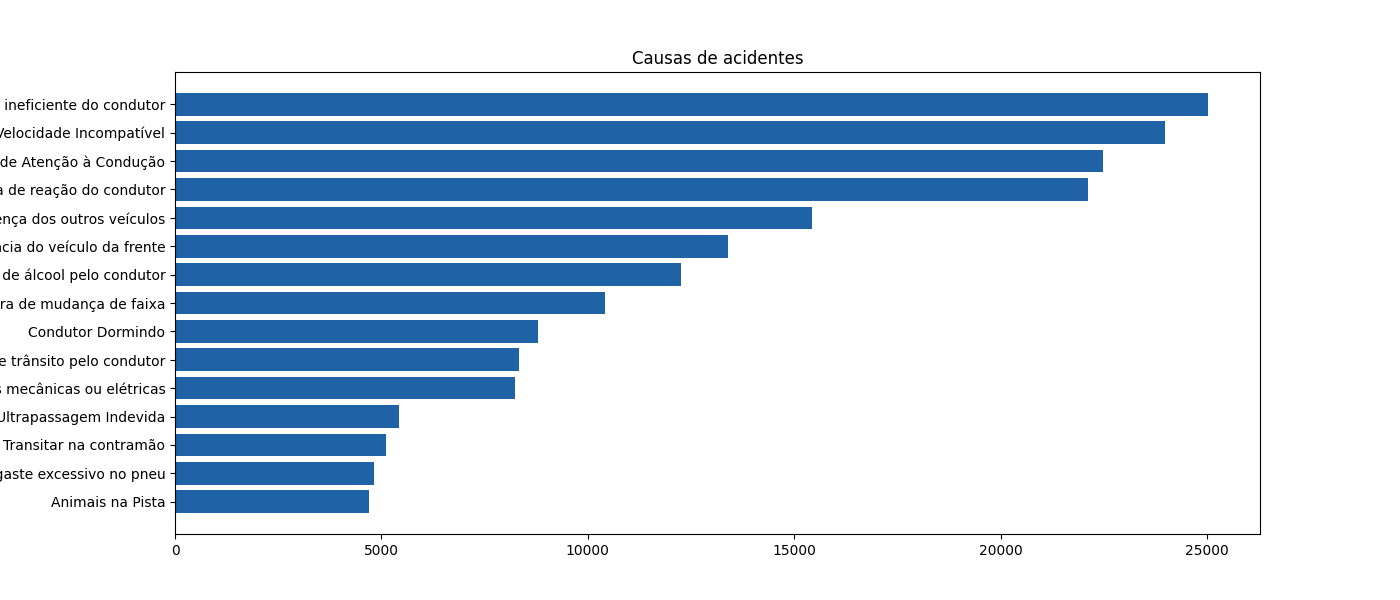 Causas de acidentes
ineficiente do condutor
Velocidade Incompatível
de Atenção à Condução
de reação do condutor
dos outros veículos
do veículo da frente
de álcool pelo condutor
de mudança de faixa
Condutor Dormindo
trânsito pelo condutor
mecânicas ou elétricas
Ultrapassagem Indevida
Transitar na contramão
excessivo no pneu
Animais na Pista
0 5000 10000 15000 20000 25000